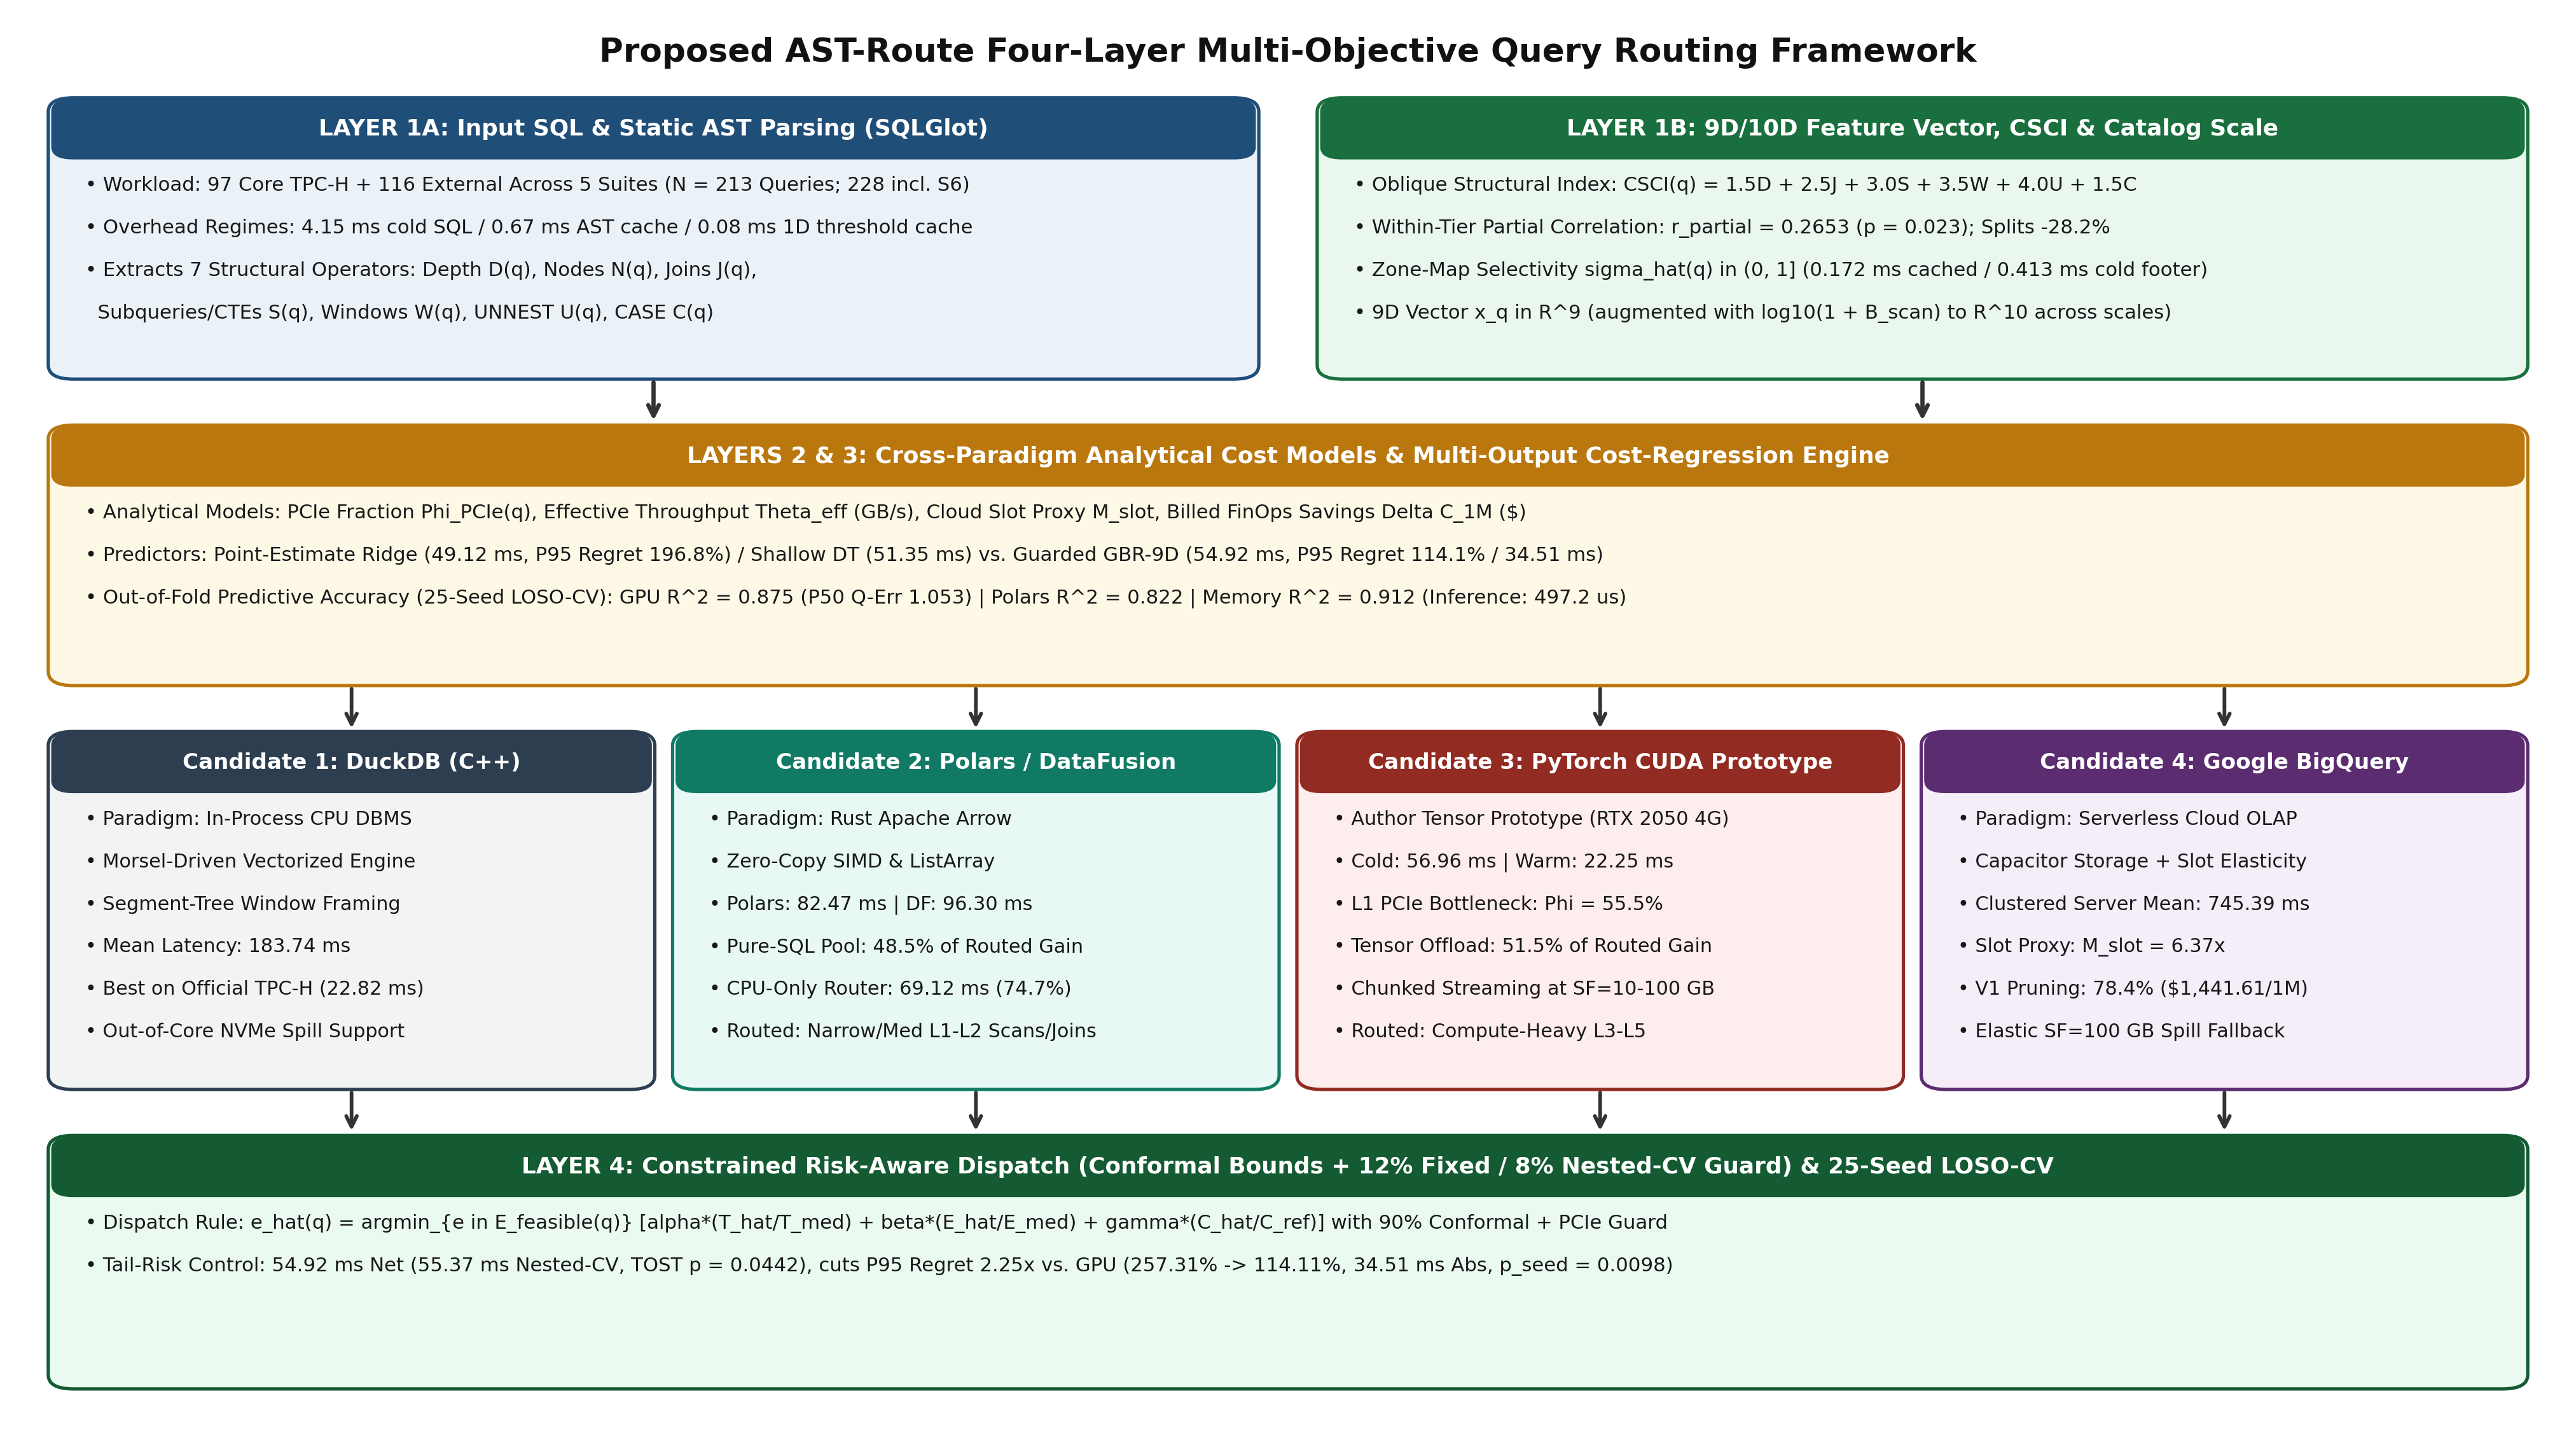 Proposed AST-Route Four-Layer Multi-Objective Query Routing Framework
LAYER 1A: Input SQL & Static AST Parsing (SQLGlot)
• Workload: 97 Core TPC-H + 116 External Across 5 Suites (N = 213 Queries; 228 incl. S6)
• Overhead Regimes: 4.15 ms cold SQL / 0.67 ms AST cache / 0.08 ms 1D threshold cache
• Extracts 7 Structural Operators: Depth D(q), Nodes N(q), Joins J(q),
Subqueries/CTEs S(q), Windows W(q), UNNEST U(q), CASE C(q)
LAYER 1B: 9D/10D Feature Vector, CSCI & Catalog Scale
• Oblique Structural Index: CSCI(q) = 1.5D + 2.5J + 3.0S + 3.5W + 4.0U + 1.5C
• Within-Tier Partial Correlation: r_partial = 0.2653 (p = 0.023); Splits -28.2%
• Zone-Map Selectivity sigma_hat(q) in (0, 1] (0.172 ms cached / 0.413 ms cold footer)
• 9D Vector x_q in R^9 (augmented with log10(1 + B_scan) to R^10 across scales)
LAYERS 2 & 3: Cross-Paradigm Analytical Cost Models & Multi-Output Cost-Regression Engine
• Analytical Models: PCIe Fraction Phi_PCIe(q), Effective Throughput Theta_eff (GB/s), Cloud Slot Proxy M_slot, Billed FinOps Savings Delta C_1M ($)
• Predictors: Point-Estimate Ridge (49.12 ms, P95 Regret 196.8%) / Shallow DT (51.35 ms) vs. Guarded GBR-9D (54.92 ms, P95 Regret 114.1% / 34.51 ms)
• Out-of-Fold Predictive Accuracy (25-Seed LOSO-CV): GPU R^2 = 0.875 (P50 Q-Err 1.053) | Polars R^2 = 0.822 | Memory R^2 = 0.912 (Inference: 497.2 us)
Candidate 1: DuckDB (C++)
• Paradigm: In-Process CPU DBMS
• Morsel-Driven Vectorized Engine
• Segment-Tree Window Framing
• Mean Latency: 183.74 ms
• Best on Official TPC-H (22.82 ms)
• Out-of-Core NVMe Spill Support
Candidate 2: Polars / DataFusion
• Paradigm: Rust Apache Arrow
• Zero-Copy SIMD & ListArray
• Polars: 82.47 ms | DF: 96.30 ms
• Pure-SQL Pool: 48.5% of Routed Gain
• CPU-Only Router: 69.12 ms (74.7%)
• Routed: Narrow/Med L1-L2 Scans/Joins
Candidate 3: PyTorch CUDA Prototype
• Author Tensor Prototype (RTX 2050 4G)
• Cold: 56.96 ms | Warm: 22.25 ms
• L1 PCIe Bottleneck: Phi = 55.5%
• Tensor Offload: 51.5% of Routed Gain
• Chunked Streaming at SF=10-100 GB
• Routed: Compute-Heavy L3-L5
Candidate 4: Google BigQuery
• Paradigm: Serverless Cloud OLAP
• Capacitor Storage + Slot Elasticity
• Clustered Server Mean: 745.39 ms
• Slot Proxy: M_slot = 6.37x
• V1 Pruning: 78.4% ($1,441.61/1M)
• Elastic SF=100 GB Spill Fallback
LAYER 4: Constrained Risk-Aware Dispatch (Conformal Bounds + 12% Fixed / 8% Nested-CV Guard) & 25-Seed LOSO-CV
• Dispatch Rule: e_hat(q) = argmin_{e in E_feasible(q)} [alpha*(T_hat/T_med) + beta*(E_hat/E_med) + gamma*(C_hat/C_ref)] with 90% Conformal + PCIe Guard
• Tail-Risk Control: 54.92 ms Net (55.37 ms Nested-CV, TOST p = 0.0442), cuts P95 Regret 2.25x vs. GPU (257.31% -> 114.11%, 34.51 ms Abs, p_seed = 0.0098)